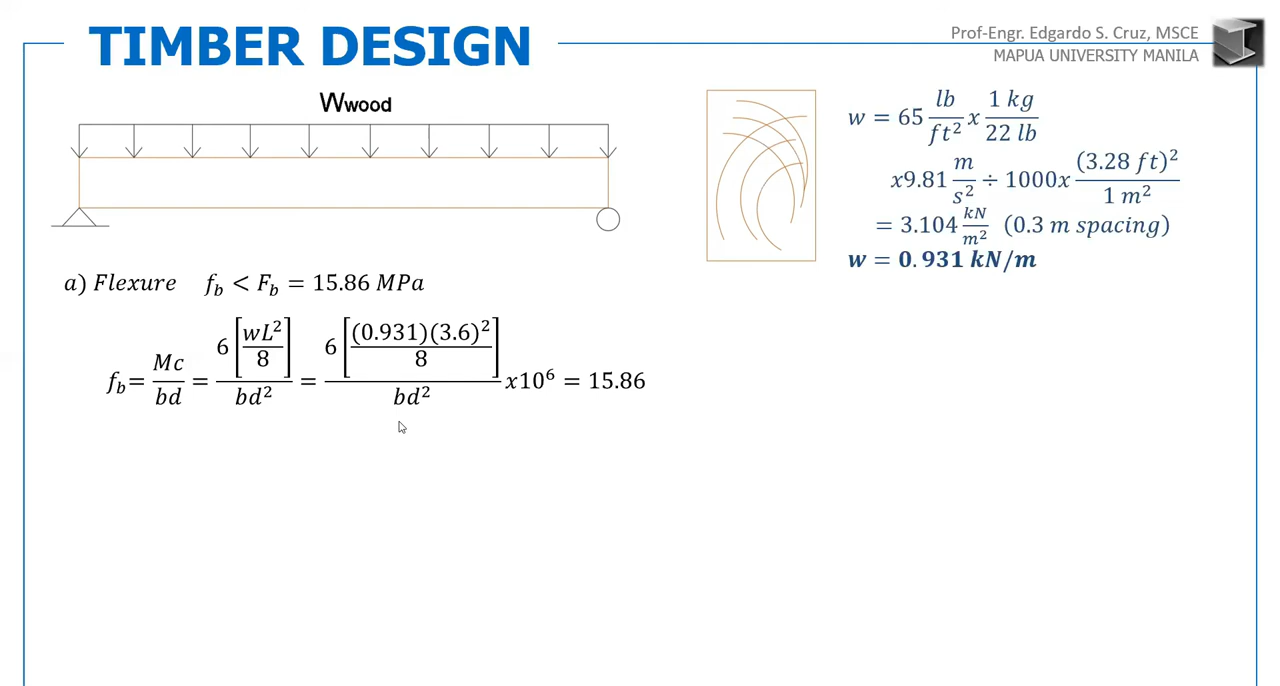 TIMBER DESIGN
Prof-Engr. Edgardo S. Cruz, MSCE
MAPUA UNIVERSITY MANILA
Wwood
w = 65 lb/ft² x 1 kg/22 lb
x9.81 m/s² ÷ 1000x (3.28 ft)²/1 m²
= 3.104 kN/m² (0.3 m spacing)
w = 0.931 kN/m
a) Flexure f_b < F_b = 15.86 MPa
f_b= Mc/bd = 6[wL²/8]/bd² = 6[(0.931)(3.6)²/8]/bd² x10⁶ = 15.86